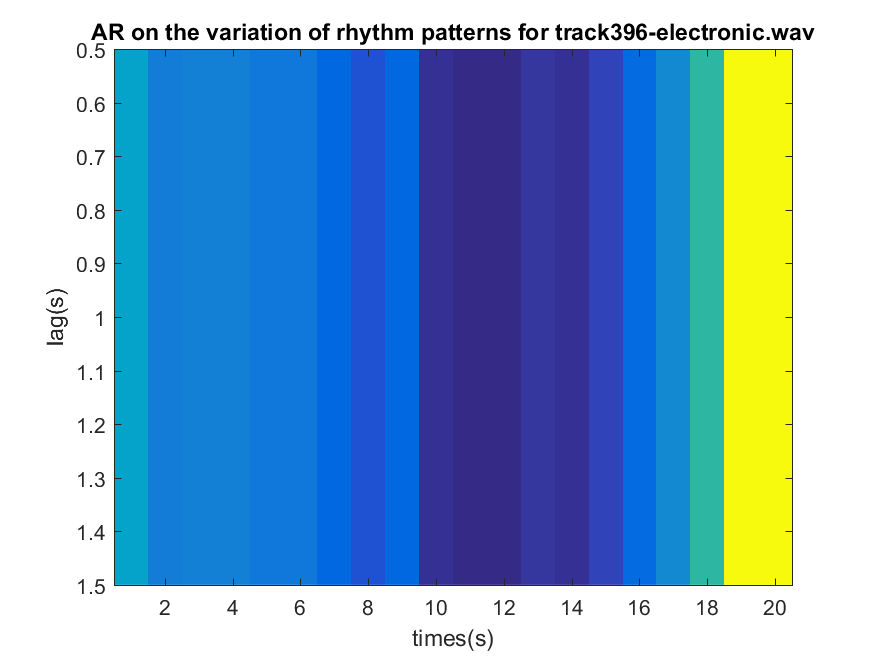 AR on the variation of rhythm patterns for track396-electronic.wav
0.5
0.6
0.7
0.8
0.9
1
1.1
1.2
1.3
1.4
1.5
lag(s)
2 4 6 8 10 12 14 16 18 20
times(s)